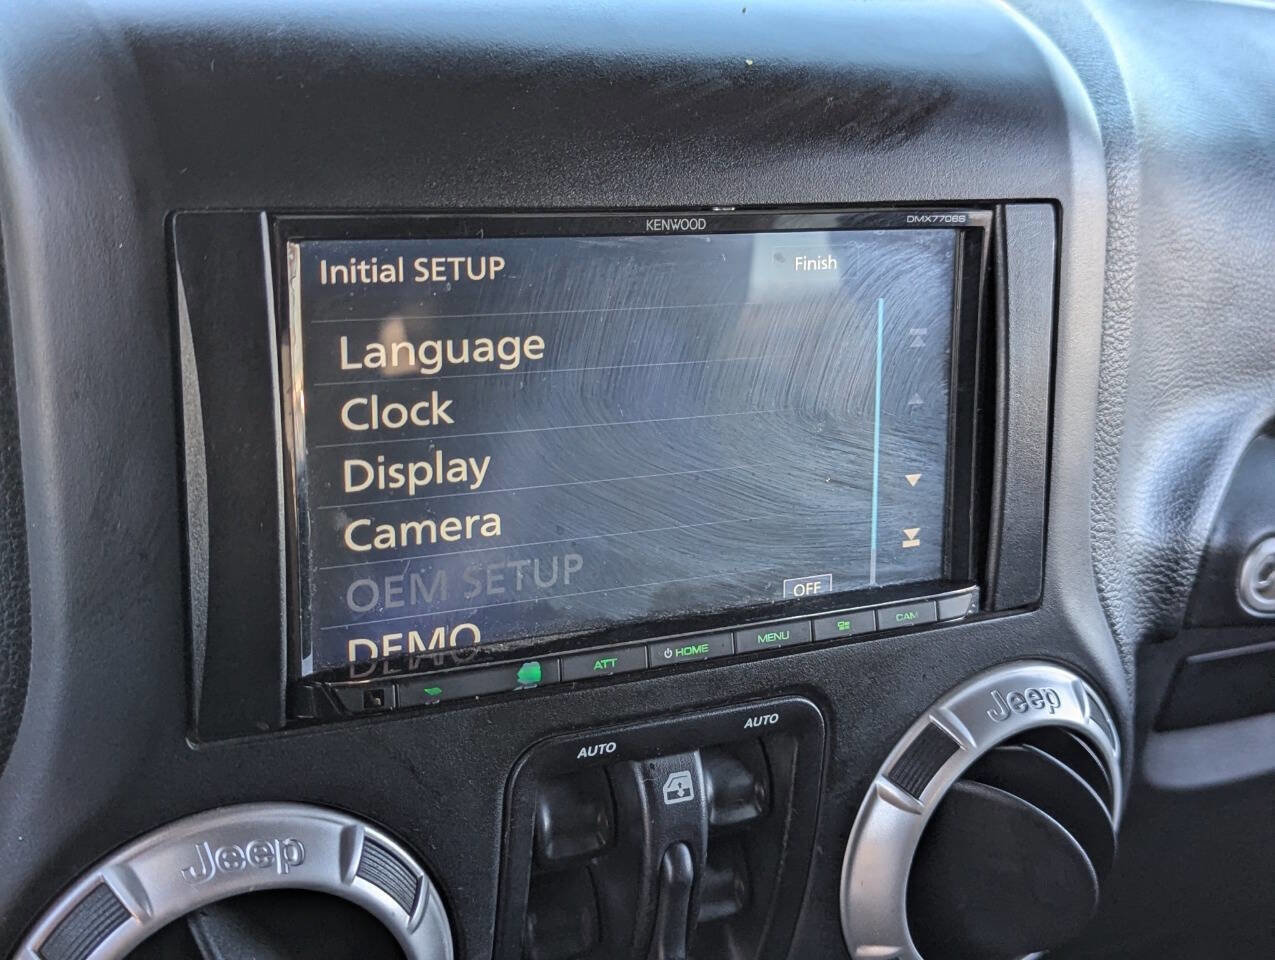 KENWOOD
DMX7706S
Initial SETUP
Finish
Language
Clock
Display
Camera
OEM SETUP
OFF
DEMO
ATT
HOME
MENU
CAM
AUTO
AUTO
Jeep
Jeep